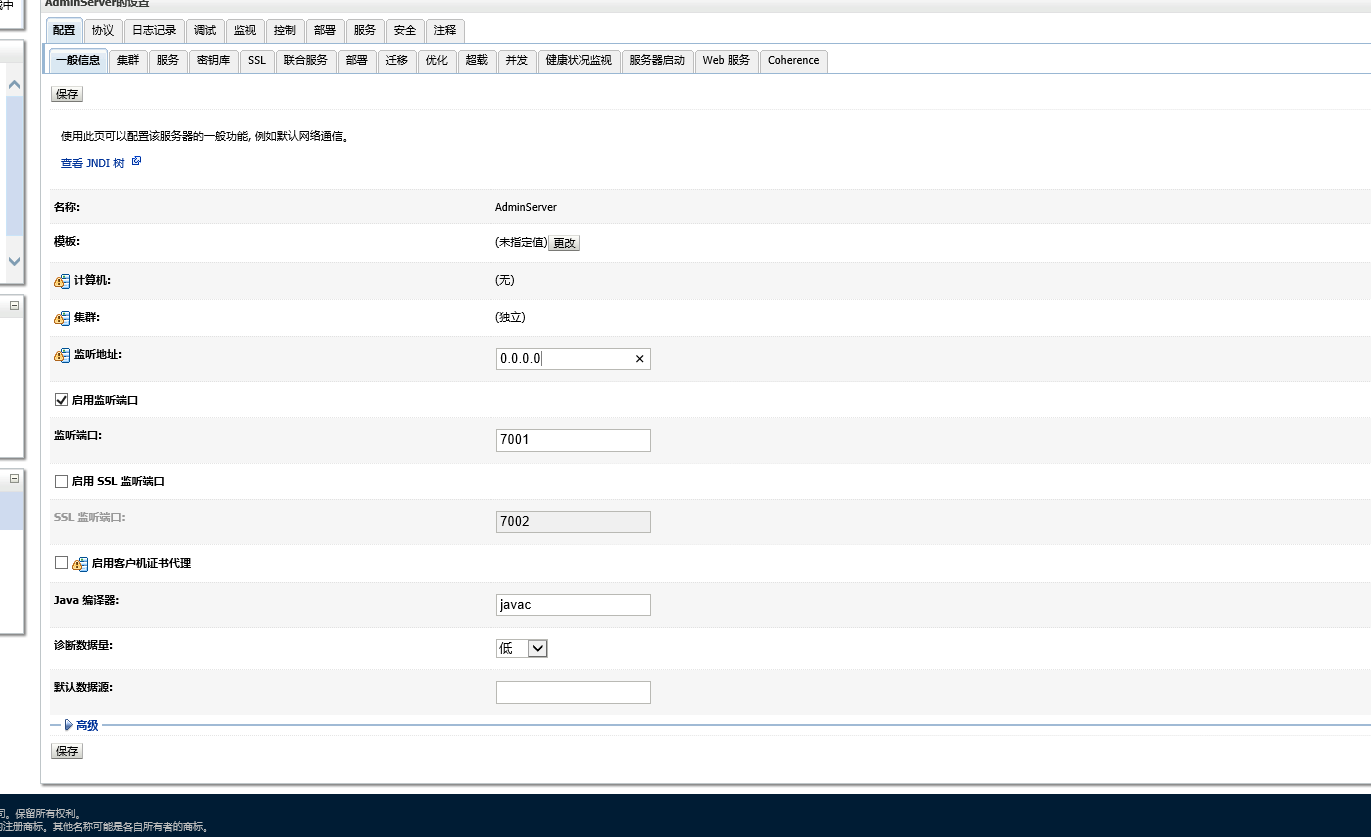 AdminServer的设置
配置 协议 日志记录 调试 监视 控制 部署 服务 安全 注释
一般信息 集群 服务 密钥库 SSL 联合服务 部署 迁移 优化 超载 并发 健康状况监视 服务器启动 Web 服务 Coherence
保存
使用此页可以配置该服务器的一般功能, 例如默认网络通信。
查看 JNDI 树
名称: AdminServer
模板: (未指定值) 更改
计算机: (无)
集群: (独立)
监听地址: 0.0.0.0
启用监听端口
监听端口: 7001
启用 SSL 监听端口
SSL 监听端口: 7002
启用客户机证书代理
Java 编译器: javac
诊断数据量: 低
默认数据源:
高级
保存
司。保留所有权利。
的注册商标。其他名称可能是各自所有者的商标。